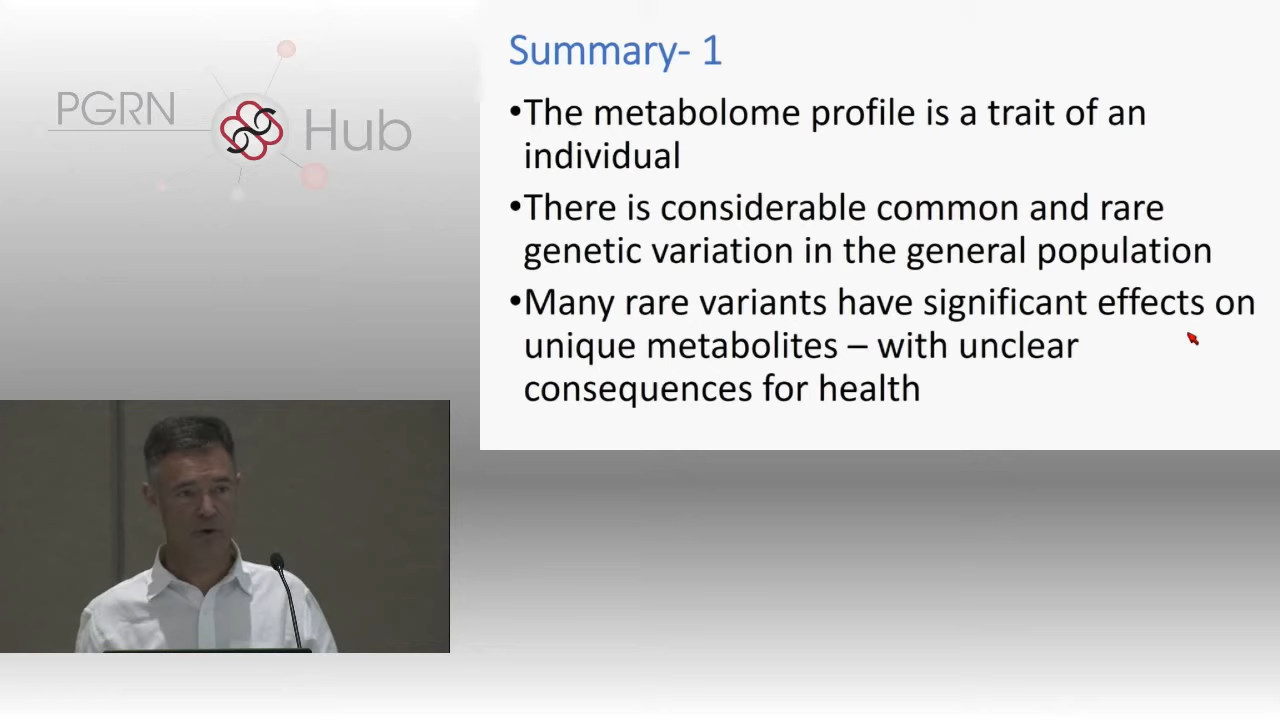 PGRN
Hub
Summary- 1
•The metabolome profile is a trait of an
individual
•There is considerable common and rare
genetic variation in the general population
•Many rare variants have significant effects on
unique metabolites – with unclear
consequences for health